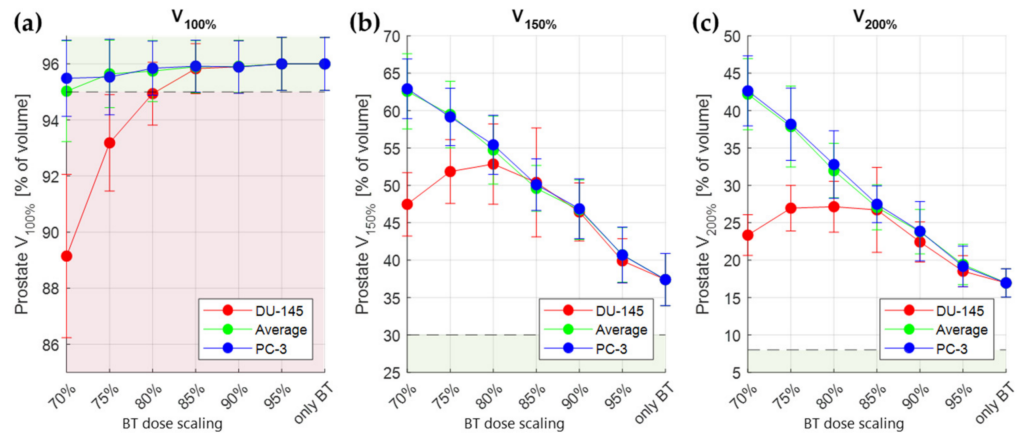 (a)
V100%
Prostate V100% [% of volume]
96
95
94
92
90
88
86
DU-145
Average
PC-3
70%
75%
80%
85%
90%
95%
only BT
BT dose scaling
(b)
V150%
Prostate V150% [% of volume]
70
65
60
55
50
45
40
35
30
25
DU-145
Average
PC-3
70%
75%
80%
85%
90%
95%
only BT
BT dose scaling
(c)
V200%
Prostate V200% [% of volume]
50
45
40
35
30
25
20
15
10
8
5
DU-145
Average
PC-3
70%
75%
80%
85%
90%
95%
only BT
BT dose scaling